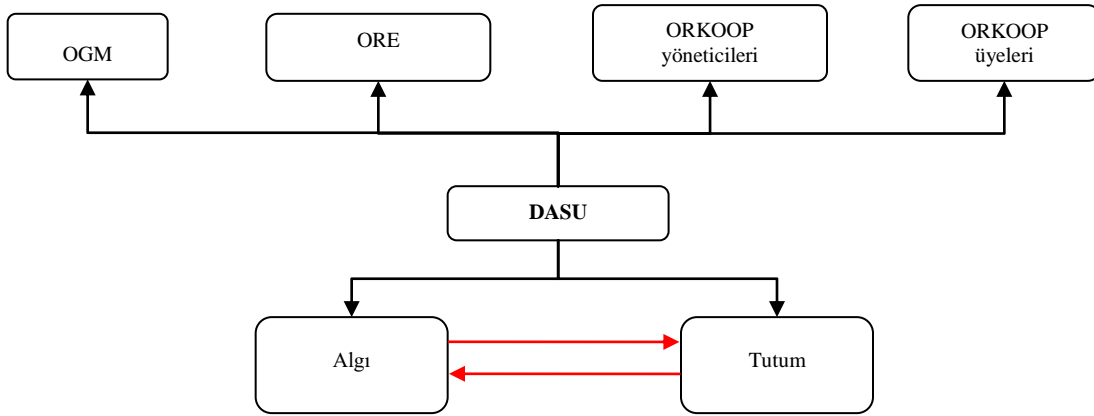 OGM
ORE
ORKOOP
yöneticileri
ORKOOP
üyeleri
DASU
Algı
Tutum